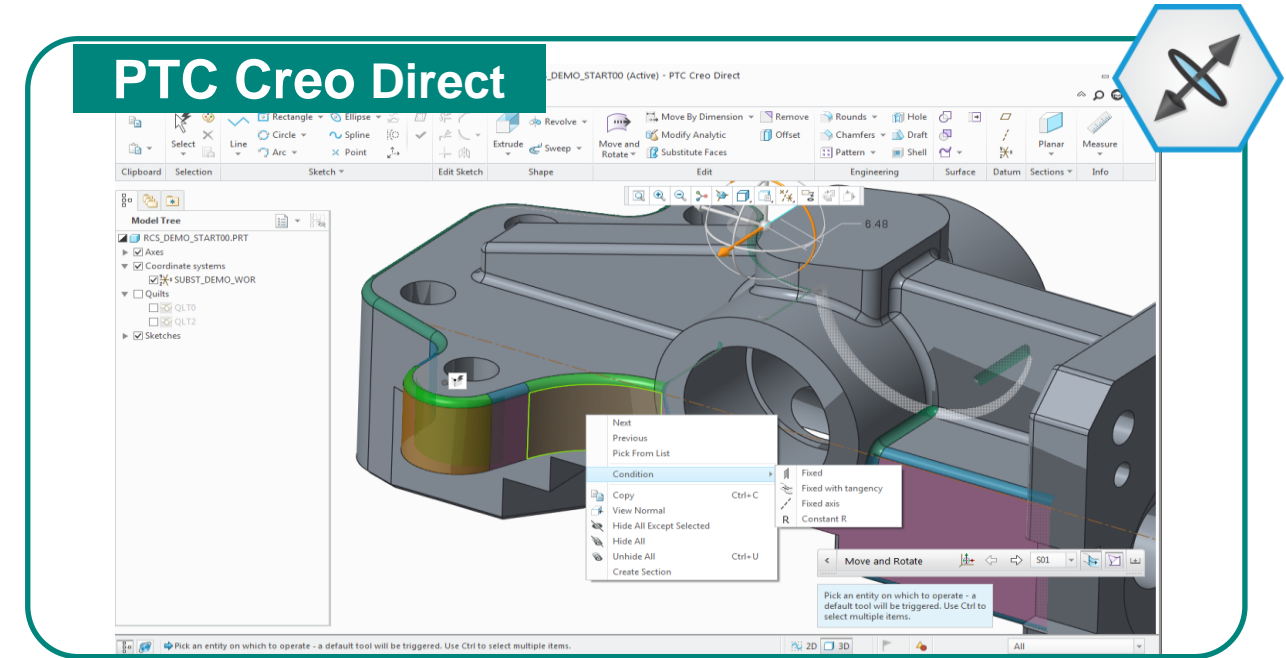 PTC Creo Direct
_DEMO_START00 (Active) - PTC Creo Direct
Rectangle
Ellipse
Circle
Spline
Arc
Point
Select
Line
Extrude
Revolve
Sweep
Move and
Rotate
Move By Dimension
Remove
Modify Analytic
Offset
Substitute Faces
Rounds
Hole
Chamfers
Draft
Pattern
Shell
Planar
Measure
Clipboard
Selection
Sketch
Edit Sketch
Shape
Edit
Engineering
Surface
Datum
Sections
Info
Model Tree
RCS_DEMO_START00.PRT
Axes
Coordinate systems
SUBST_DEMO_WOR
Quilts
QLT0
QLT2
Sketches
6.48
Next
Previous
Pick From List
Condition
Copy Ctrl+C
View Normal
Hide All Except Selected
Hide All
Unhide All Ctrl+U
Create Section
Fixed
Fixed with tangency
Fixed axis
R Constant R
Move and Rotate
S01
Pick an entity on which to operate - a
default tool will be triggered. Use Ctrl to
select multiple items.
Pick an entity on which to operate - a default tool will be triggered. Use Ctrl to select multiple items.
2D
3D
All